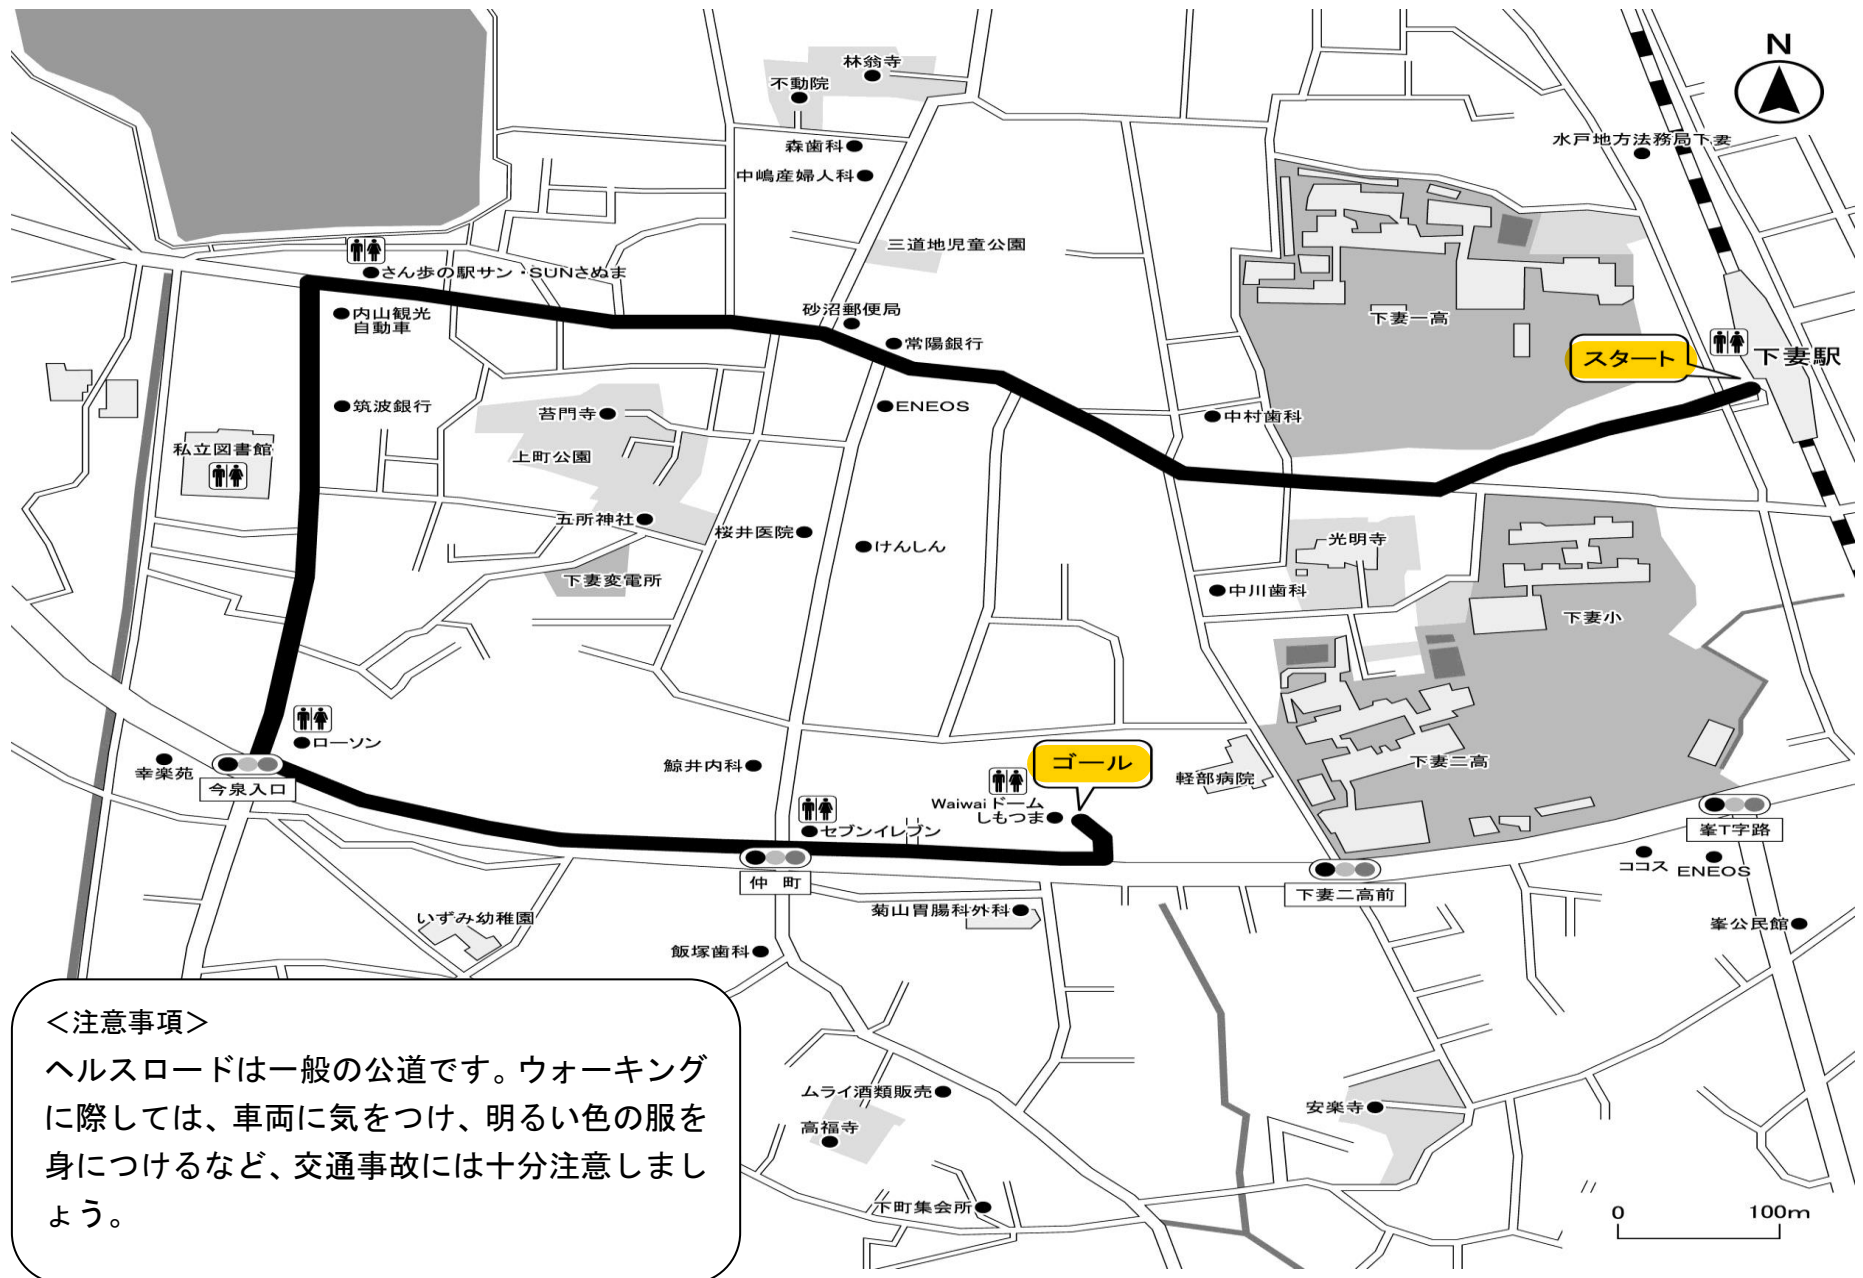 N
林翁寺
不動院
水戸地方法務局下妻
森歯科
中嶋産婦人科
三道地児童公園
さん歩の駅サン・SUNさぬま
内山観光
自動車
砂沼郵便局
下妻一高
常陽銀行
スタート
下妻駅
筑波銀行
苔門寺
ENEOS
中村歯科
私立図書館
上町公園
五所神社
桜井医院
けんしん
光明寺
下妻変電所
中川歯科
下妻小
ローソン
幸楽苑
今泉入口
鯨井内科
ゴール
軽部病院
下妻二高
Waiwaiドーム
しもつま
セブンイレブン
峯T字路
仲 町
下妻二高前
ココス
ENEOS
いずみ幼稚園
菊山胃腸科外科
峯公民館
飯塚歯科
<注意事項>
ヘルスロードは一般の公道です。ウォーキング
に際しては、車両に気をつけ、明るい色の服を
身につけるなど、交通事故には十分注意しまし
ょう。
ムライ酒類販売
高福寺
安楽寺
下町集会所
0 100m